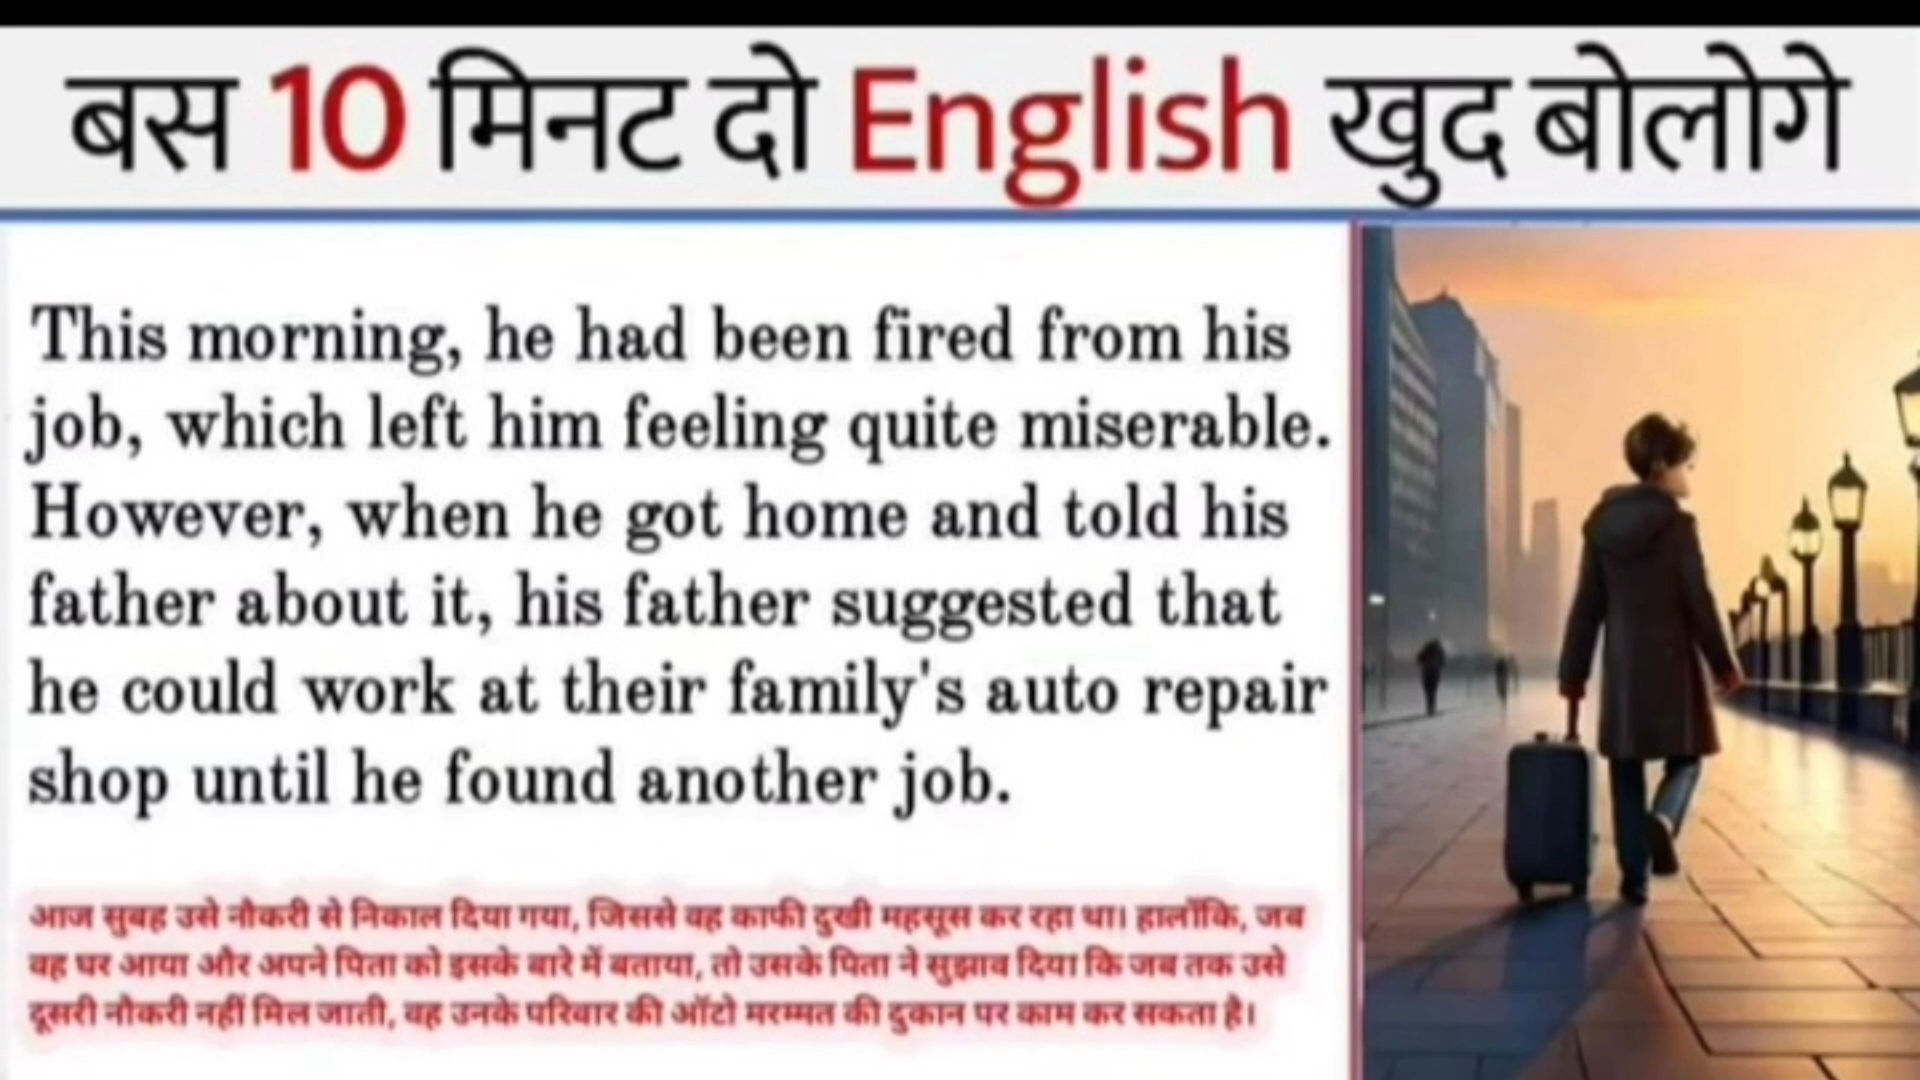 बस 10 मिनट दो English खुद बोलोगे
This morning, he had been fired from his
job, which left him feeling quite miserable.
However, when he got home and told his
father about it, his father suggested that
he could work at their family's auto repair
shop until he found another job.
आज सुबह उसे नौकरी से निकाल दिया गया, जिससे वह काफी दुखी महसूस कर रहा था। हालाँकि, जब
वह घर आया और अपने पिता को इसके बारे में बताया, तो उसके पिता ने सुझाव दिया कि जब तक उसे
दूसरी नौकरी नहीं मिल जाती, वह उनके परिवार की ऑटो मरम्मत की दुकान पर काम कर सकता है।